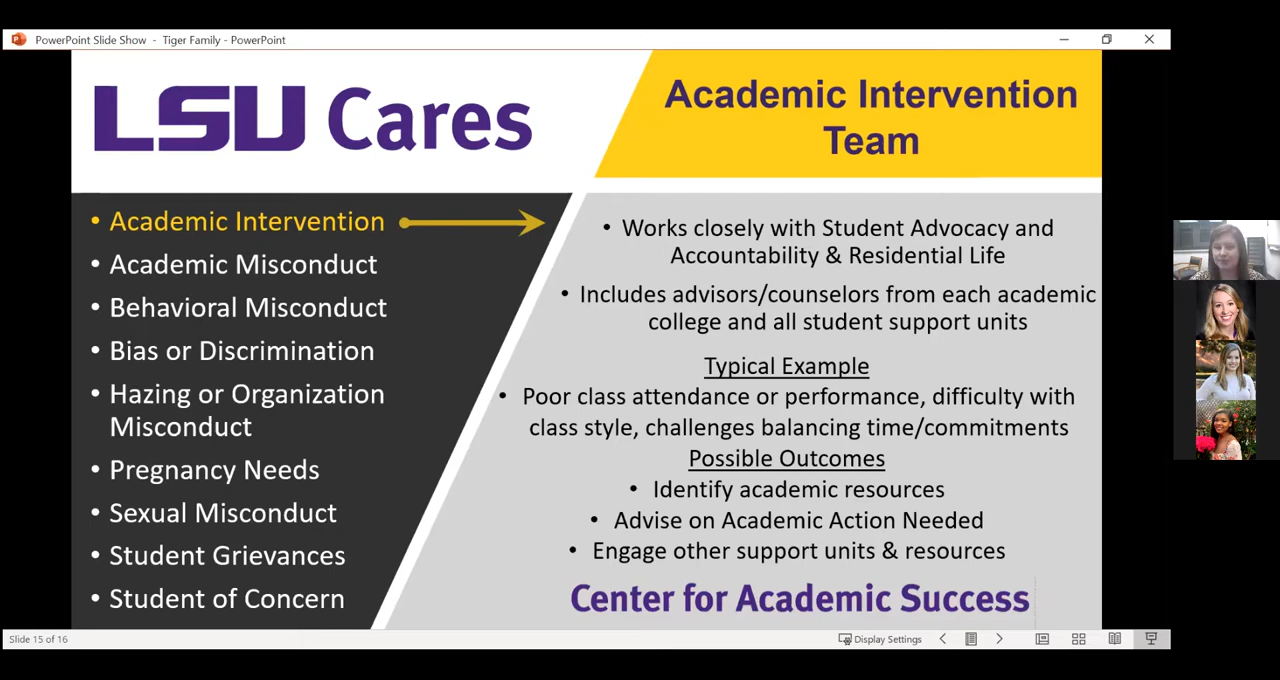 PowerPoint Slide Show - Tiger Family - PowerPoint
LSU Cares
Academic Intervention
Team
• Academic Intervention
• Academic Misconduct
• Behavioral Misconduct
• Bias or Discrimination
• Hazing or Organization
Misconduct
• Pregnancy Needs
• Sexual Misconduct
• Student Grievances
• Student of Concern
• Works closely with Student Advocacy and
Accountability & Residential Life
• Includes advisors/counselors from each academic
college and all student support units
Typical Example
• Poor class attendance or performance, difficulty with
class style, challenges balancing time/commitments
Possible Outcomes
• Identify academic resources
• Advise on Academic Action Needed
• Engage other support units & resources
Center for Academic Success
Slide 15 of 16
Display Settings